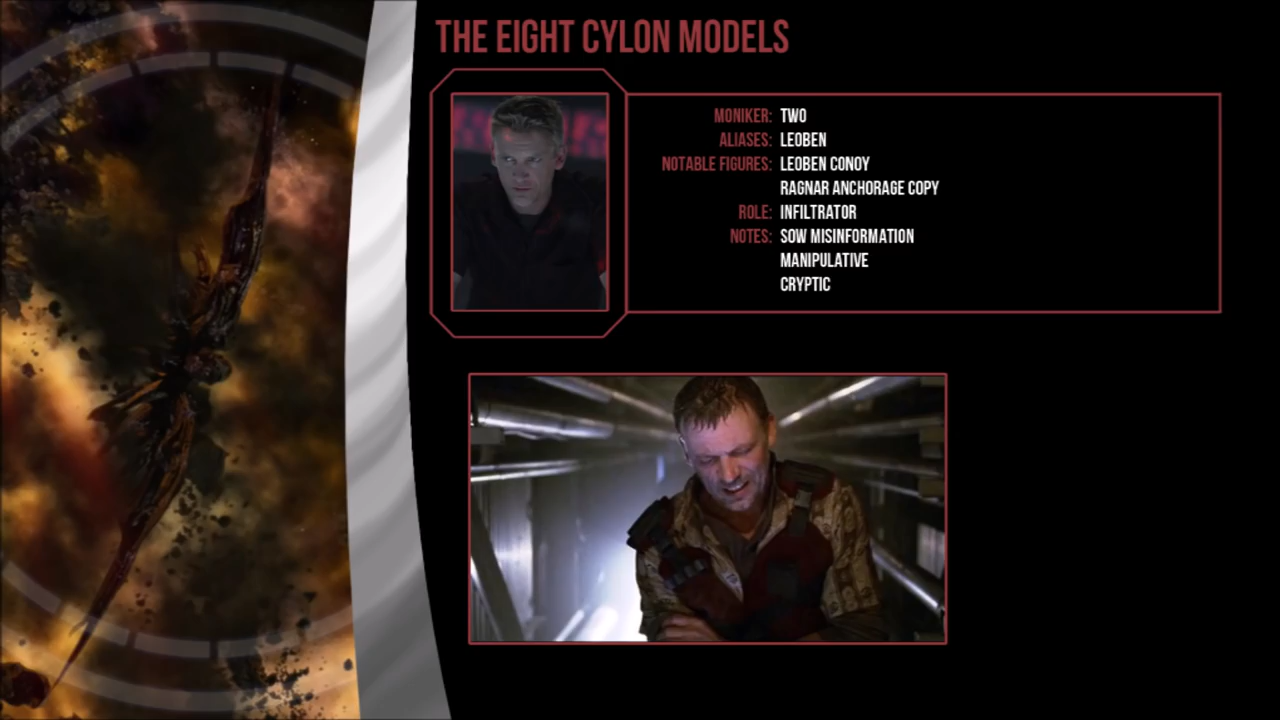 THE EIGHT CYLON MODELS
MONIKER: TWO
ALIASES: LEOBEN
NOTABLE FIGURES: LEOBEN CONOY
RAGNAR ANCHORAGE COPY
ROLE: INFILTRATOR
NOTES: SOW MISINFORMATION
MANIPULATIVE
CRYPTIC